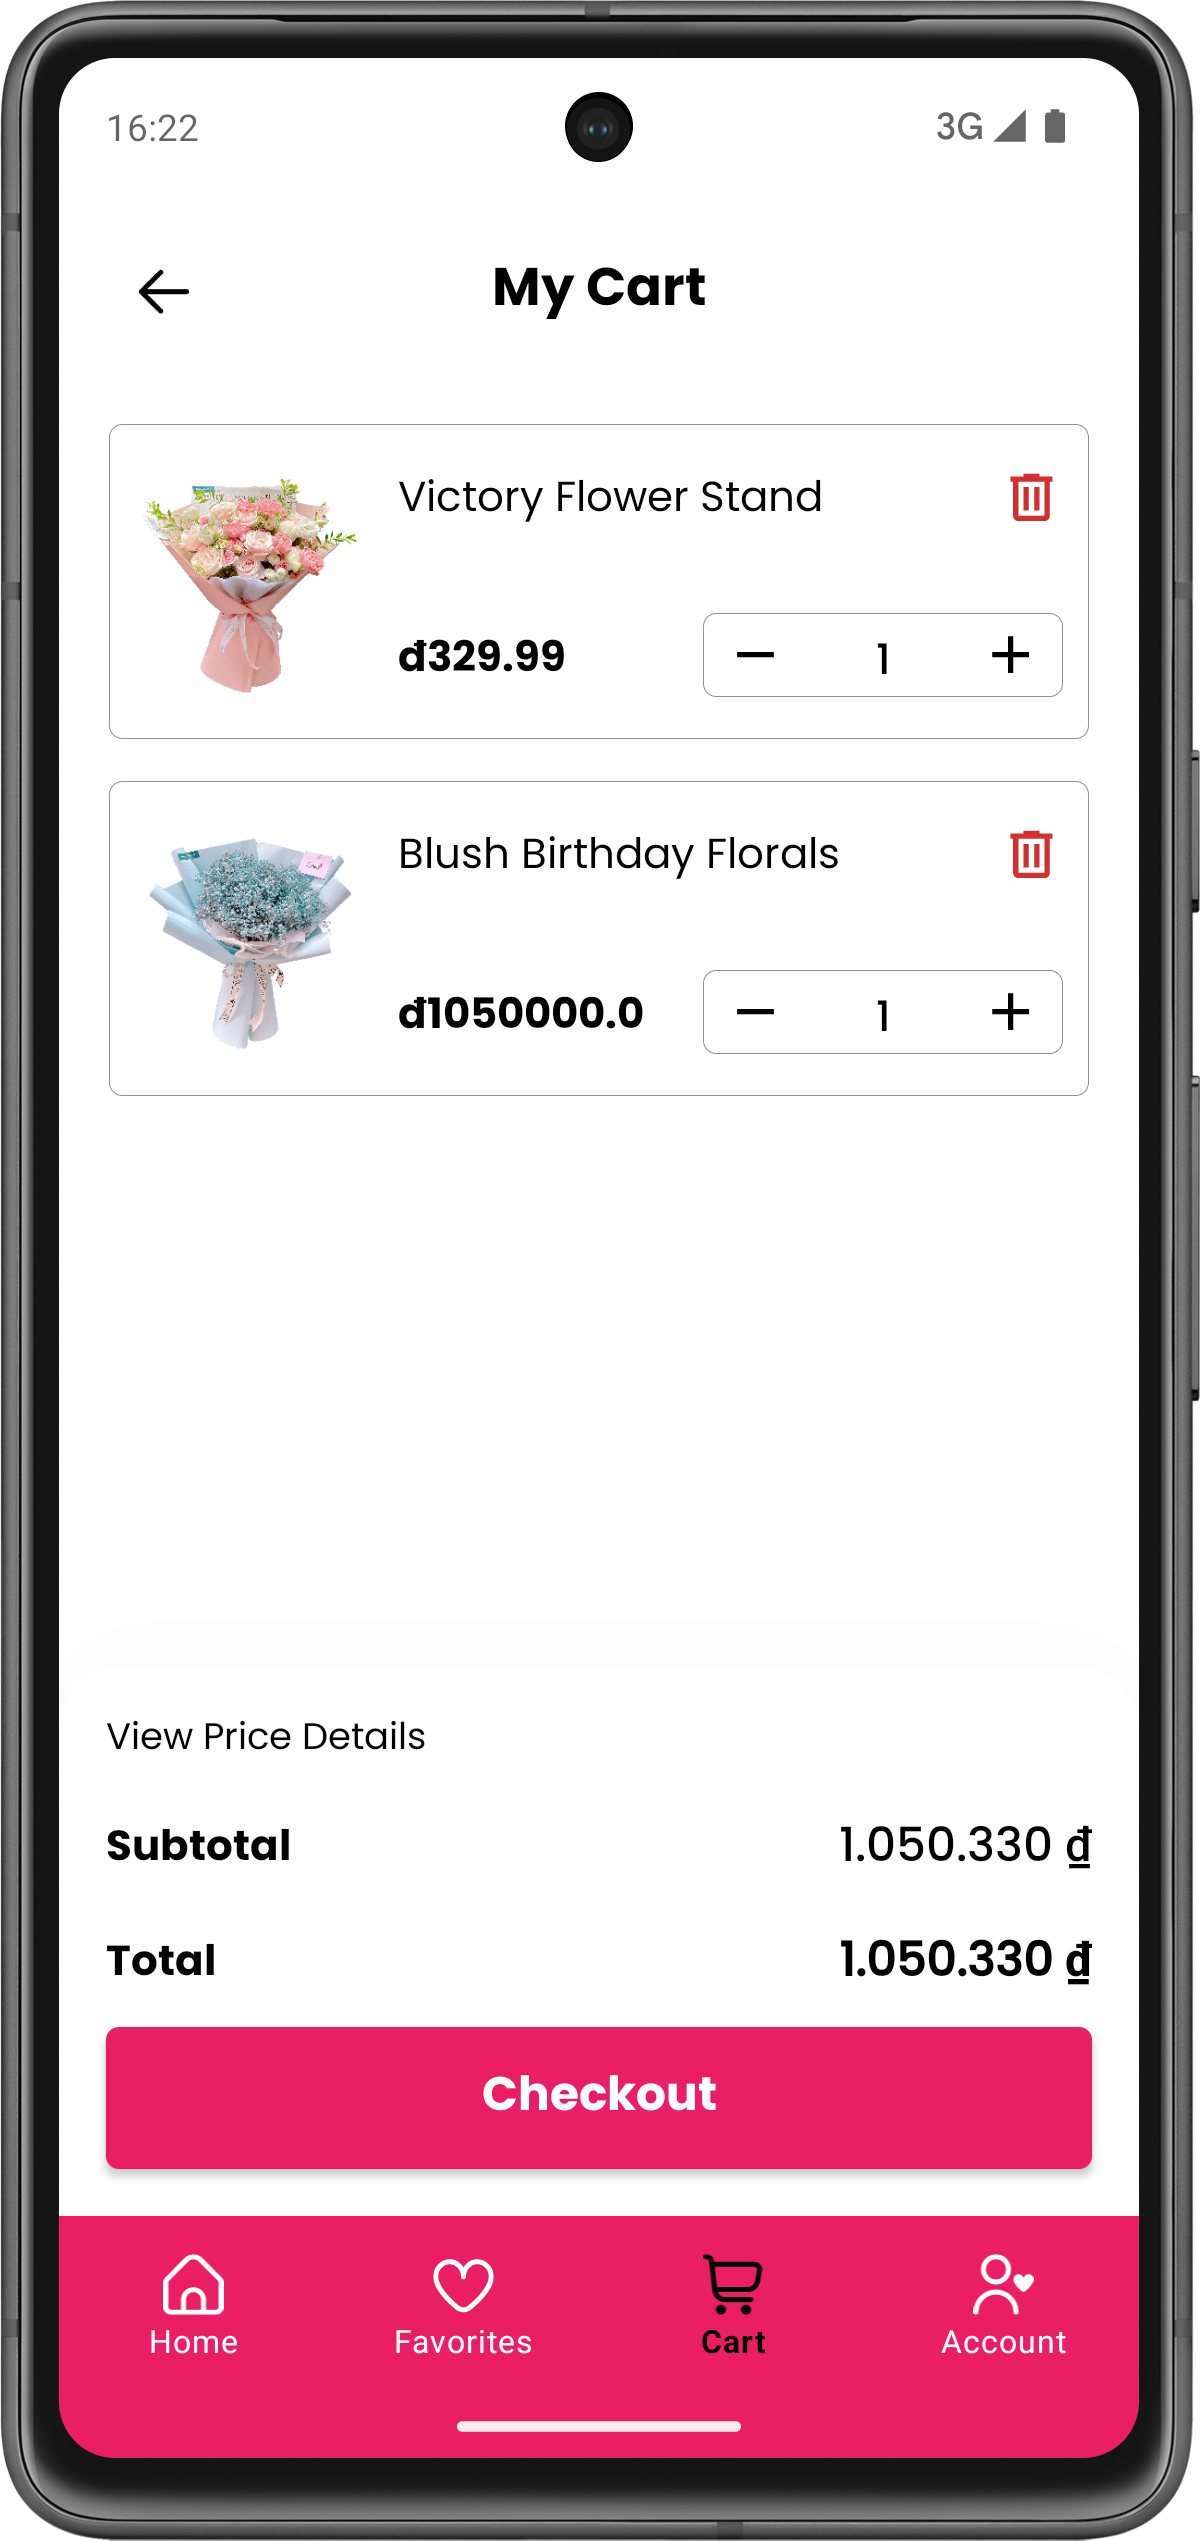 16:22 3G
My Cart
Victory Flower Stand
đ329.99 1
Blush Birthday Florals
đ1050000.0 1
View Price Details
Subtotal 1.050.330 ₫
Total 1.050.330 ₫
Checkout
Home Favorites Cart Account